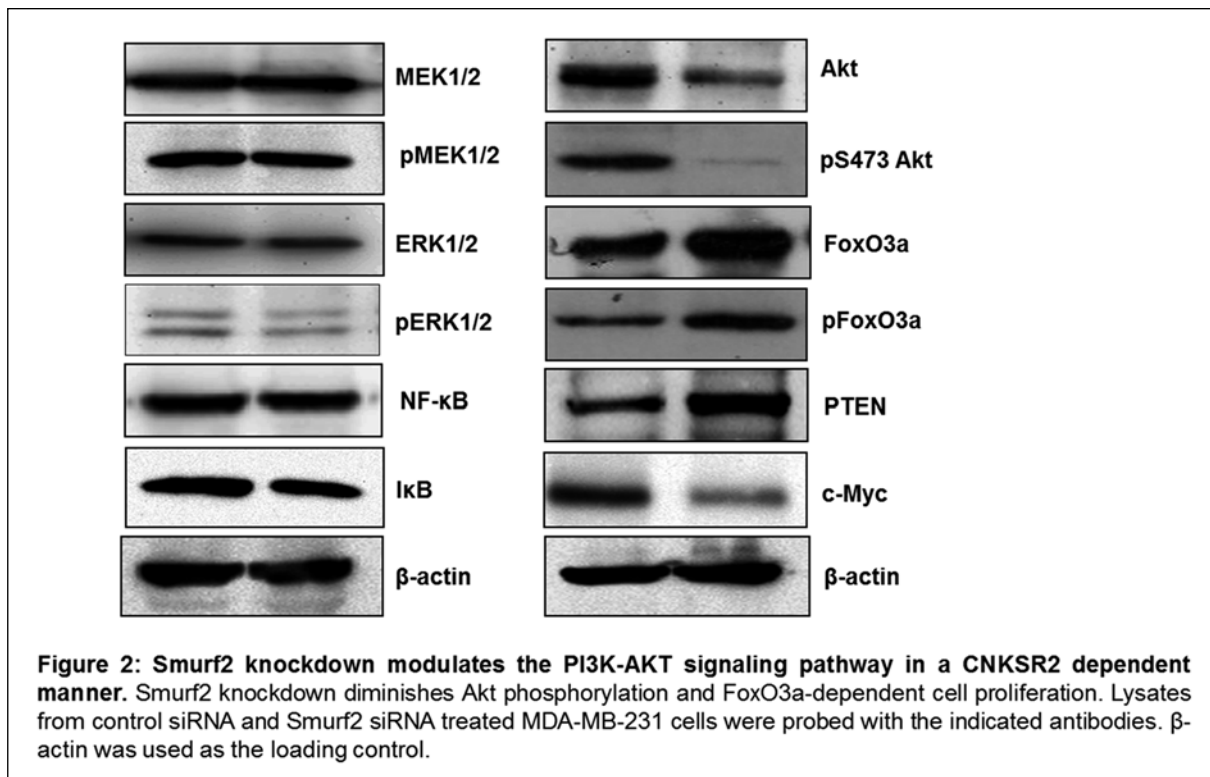 MEK1/2
pMEK1/2
ERK1/2
pERK1/2
NF-κB
IκB
β-actin
Akt
pS473 Akt
FoxO3a
pFoxO3a
PTEN
c-Myc
β-actin
Figure 2: Smurf2 knockdown modulates the PI3K-AKT signaling pathway in a CNKSR2 dependent
manner. Smurf2 knockdown diminishes Akt phosphorylation and FoxO3a-dependent cell proliferation. Lysates
from control siRNA and Smurf2 siRNA treated MDA-MB-231 cells were probed with the indicated antibodies. β-
actin was used as the loading control.